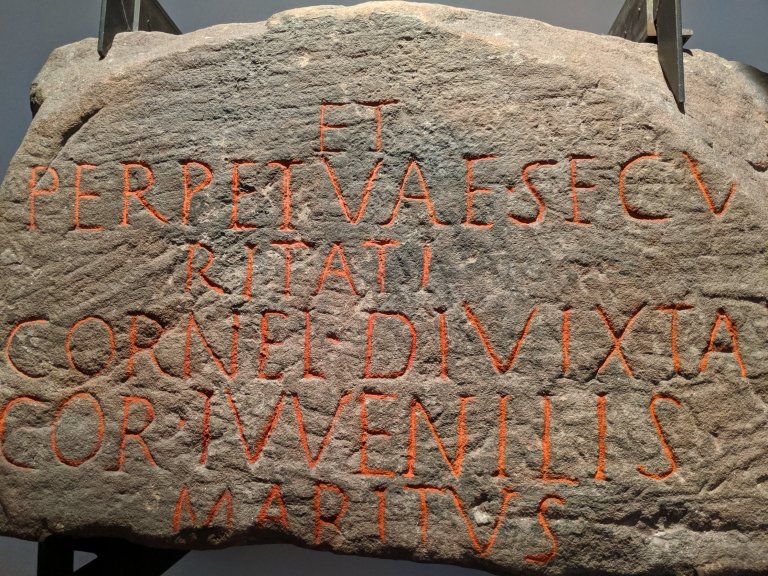 ET
PERPETVAE·SECV
RITATI
CORNEL·DIVIXTA
COR·IVVENILIS
MARITVS